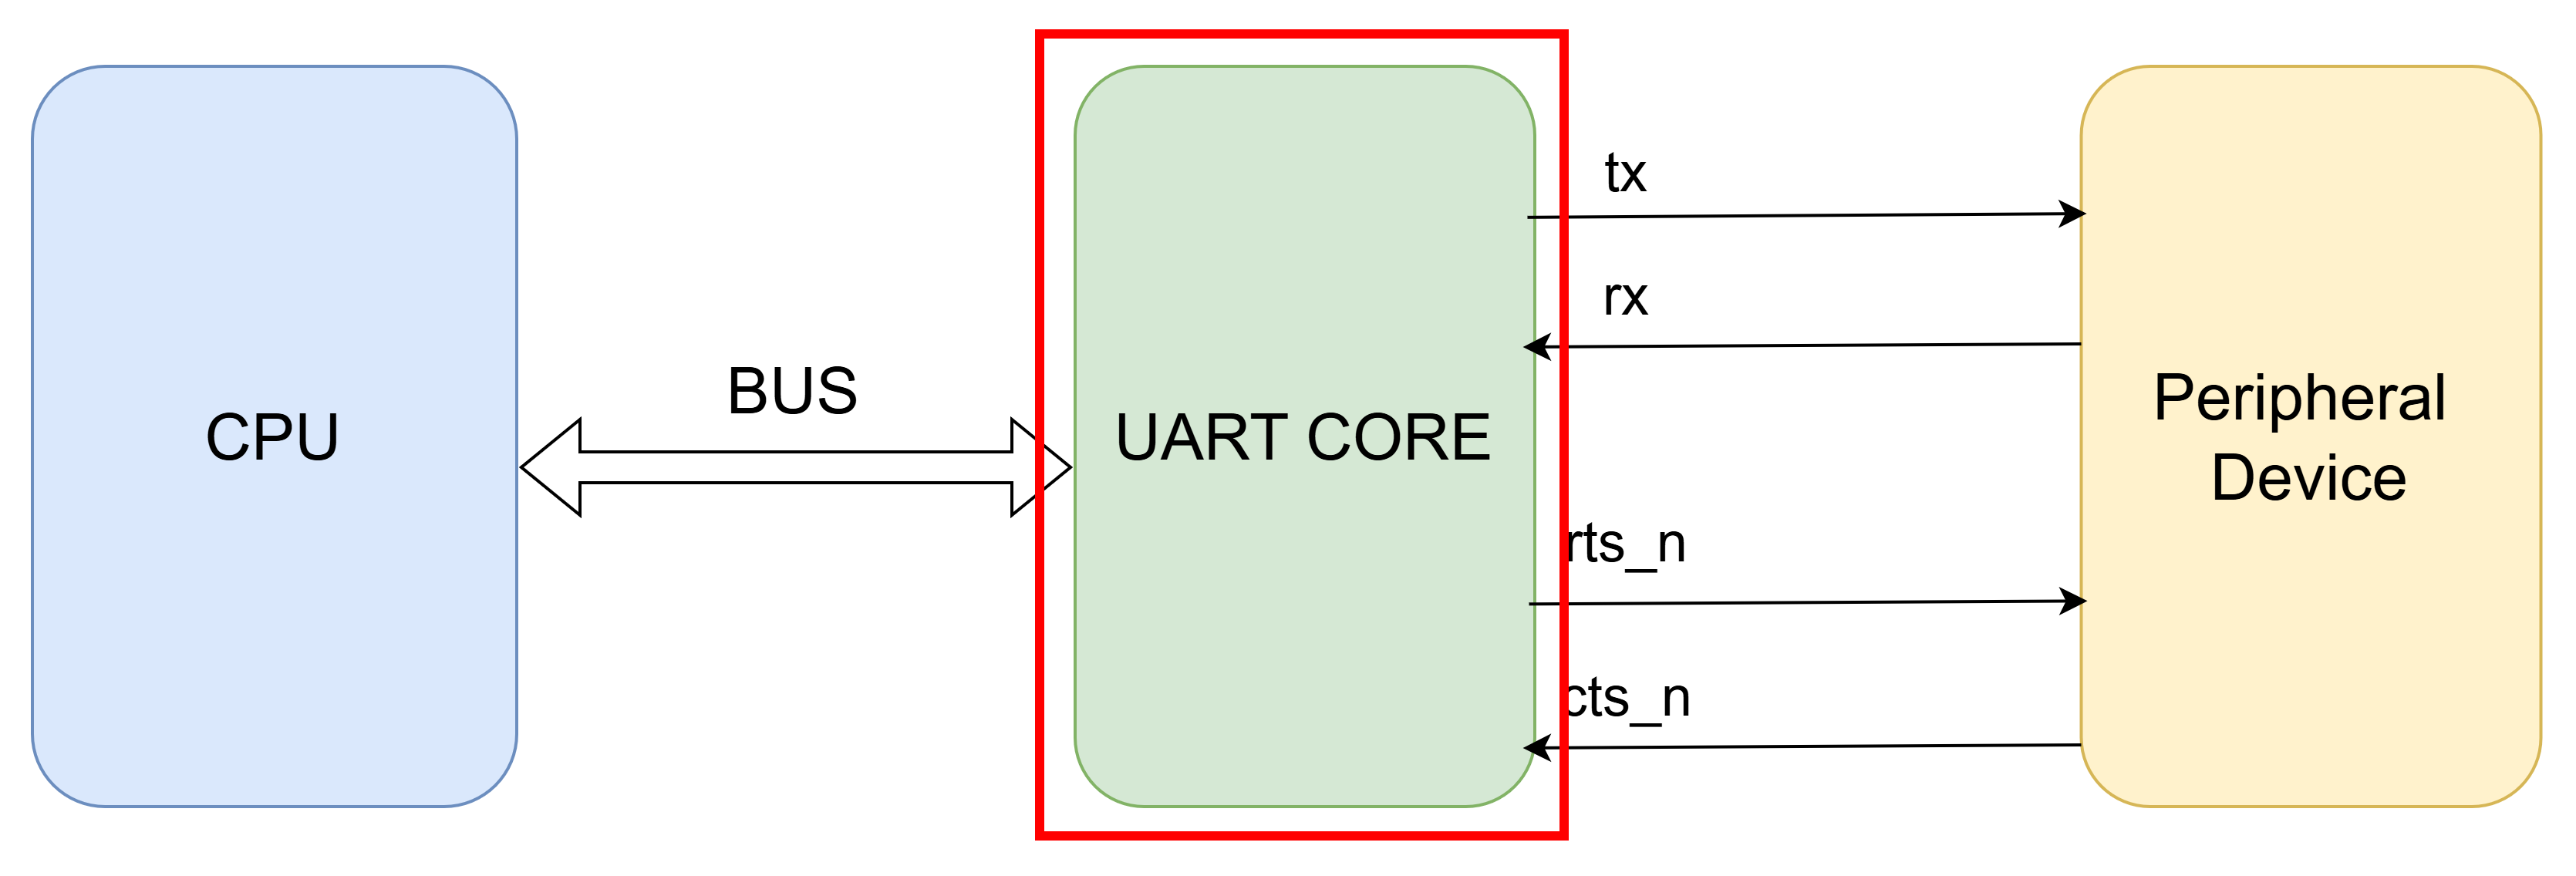 CPU
BUS
UART CORE
tx
rx
rts_n
cts_n
Peripheral
Device